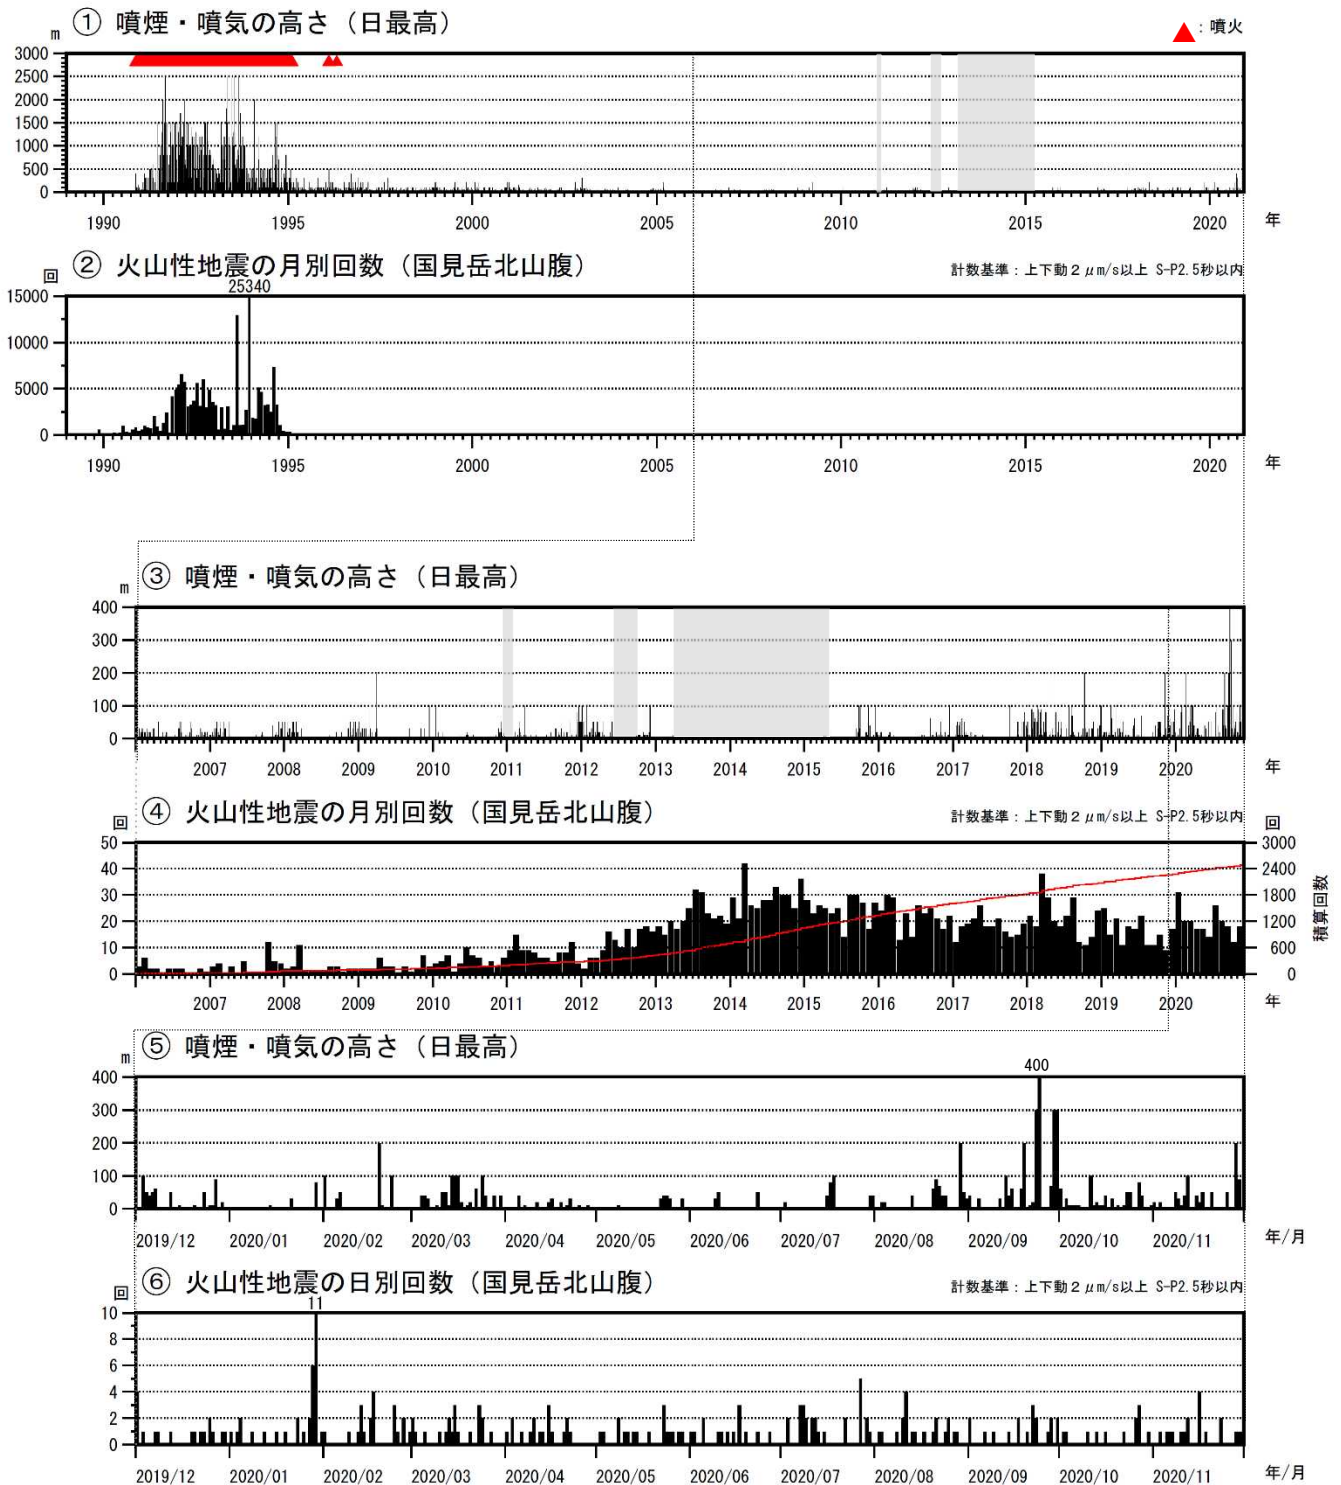 ① 噴煙・噴気の高さ（日最高）
▲：噴火
m
3000
2500
2000
1500
1000
500
0
1990 1995 2000 2005 2010 2015 2020 年
② 火山性地震の月別回数（国見岳北山腹）
計数基準：上下動２μm/s以上 S-P2.5秒以内
回
25340
15000
10000
5000
0
1990 1995 2000 2005 2010 2015 2020 年
③ 噴煙・噴気の高さ（日最高）
m
400
300
200
100
0
2007 2008 2009 2010 2011 2012 2013 2014 2015 2016 2017 2018 2019 2020 年
④ 火山性地震の月別回数（国見岳北山腹）
計数基準：上下動２μm/s以上 S-P2.5秒以内
回 回
50 3000
40 2400
30 1800
20 1200
10 600
0 0
積算回数
2007 2008 2009 2010 2011 2012 2013 2014 2015 2016 2017 2018 2019 2020 年
⑤ 噴煙・噴気の高さ（日最高）
m
400
400
300
200
100
0
2019/12 2020/01 2020/02 2020/03 2020/04 2020/05 2020/06 2020/07 2020/08 2020/09 2020/10 2020/11 年/月
⑥ 火山性地震の日別回数（国見岳北山腹）
計数基準：上下動２μm/s以上 S-P2.5秒以内
回
11
10
8
6
4
2
0
2019/12 2020/01 2020/02 2020/03 2020/04 2020/05 2020/06 2020/07 2020/08 2020/09 2020/10 2020/11 年/月